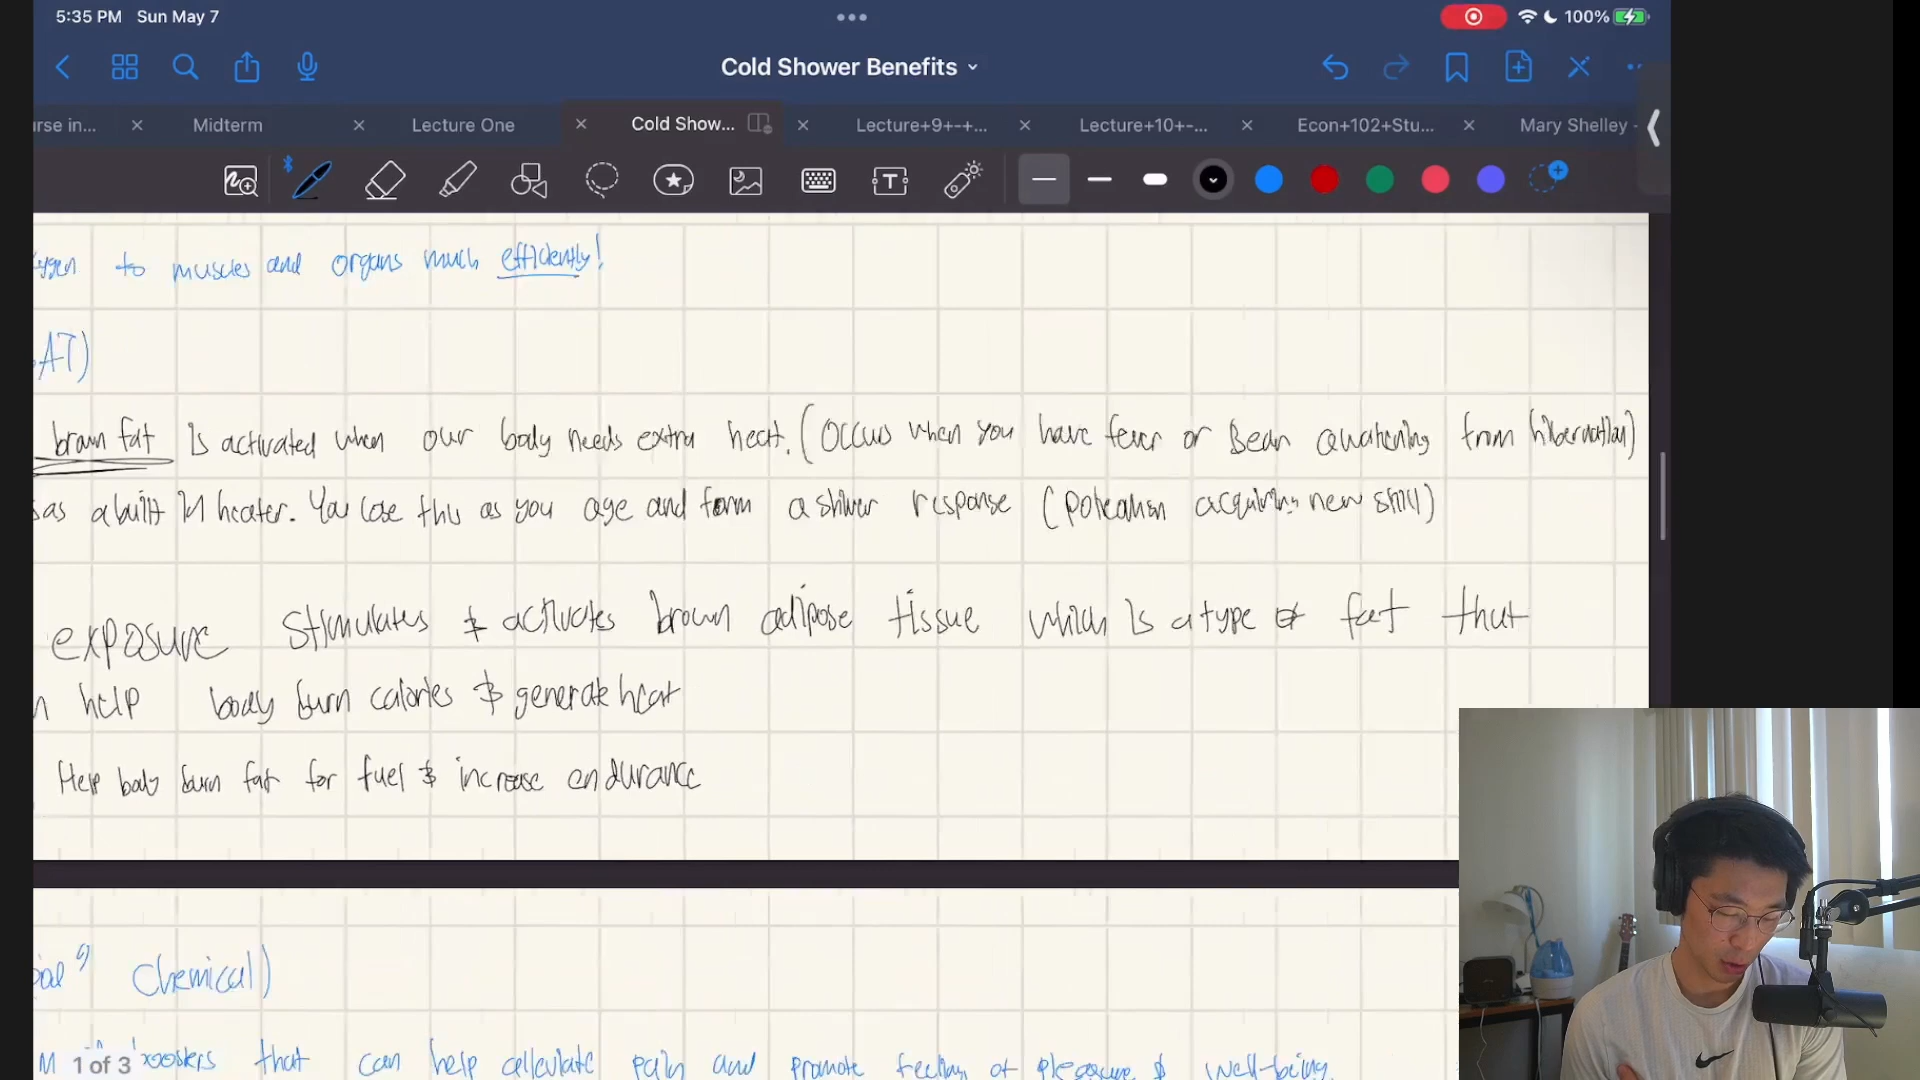 5:35 PM Sun May 7
100%
Cold Shower Benefits
rse in...
Midterm
Lecture One
Cold Show...
Lecture+9+-+...
Lecture+10+-...
Econ+102+Stu...
Mary Shelley -
ygen to muscles and organs much efficiently!
AT)
brown fat is activated when our body needs extra heat. (Occurs when you have fever or Bear awakening from hibernation)
as a built in heater. You lose this as you age and form a shiver response (Pokemon acquiring new skill)
exposure stimulates & activates brown adipose tissue which is a type of fat that
help body burn calories & generate heat
Help body burn fat for fuel & increase endurance
Chemical)
1 of 3
that can help pain and promote feeling of pleasure & well-being.